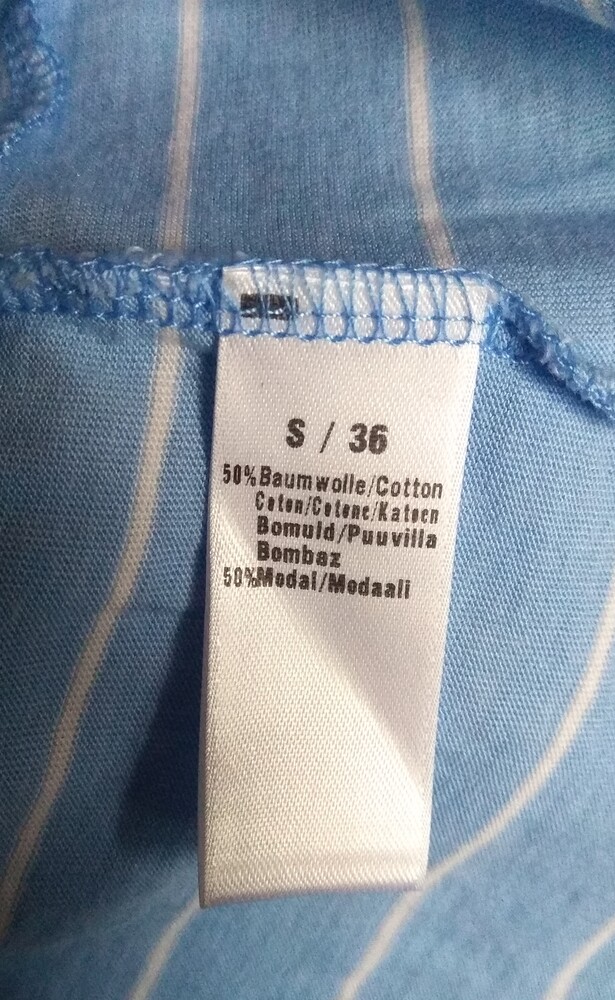 S / 36
50%Baumwolle/Cotton
Coton/Cotone/Katoen
Bomuld/Puuvilla
Bombaz
50%Modal/Modaali